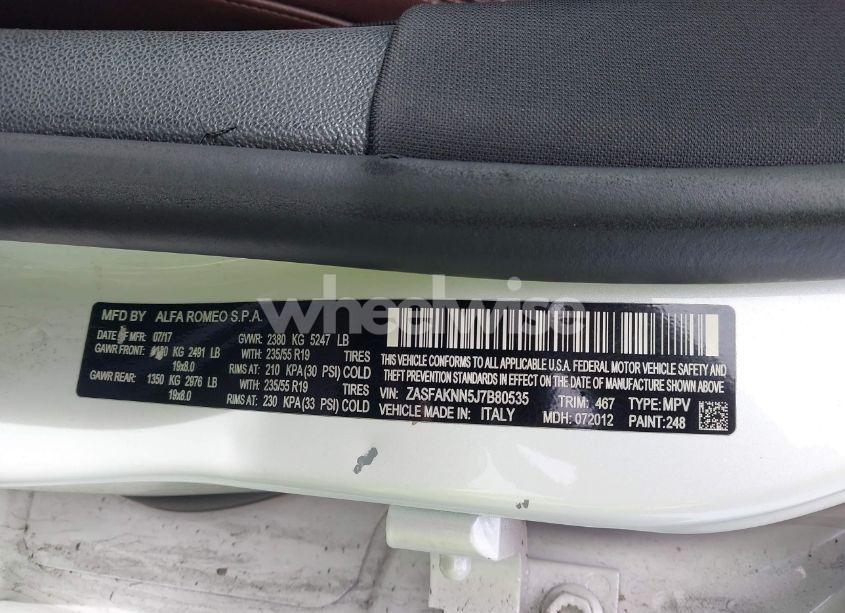 wheelwise
MFD BY ALFA ROMEO S.P.A.
DATE OF MFR: 07/17 GVWR: 2380 KG 5247 LB
GAWR FRONT: 1130 KG 2491 LB WITH: 235/55 R19 TIRES
19x8.0 RIMS AT: 210 KPA(30 PSI) COLD
GAWR REAR: 1350 KG 2976 LB WITH: 235/55 R19 TIRES
19x8.0 RIMS AT: 230 KPA(33 PSI) COLD
THIS VEHICLE CONFORMS TO ALL APPLICABLE U.S.A. FEDERAL MOTOR VEHICLE SAFETY AND
THEFT PREVENTION STANDARDS IN EFFECT ON THE DATE OF MANUFACTURE SHOWN ABOVE.
VIN: ZASFAKNN5J7B80535 TRIM: 467 TYPE: MPV
VEHICLE MADE IN: ITALY MDH: 072012 PAINT:248